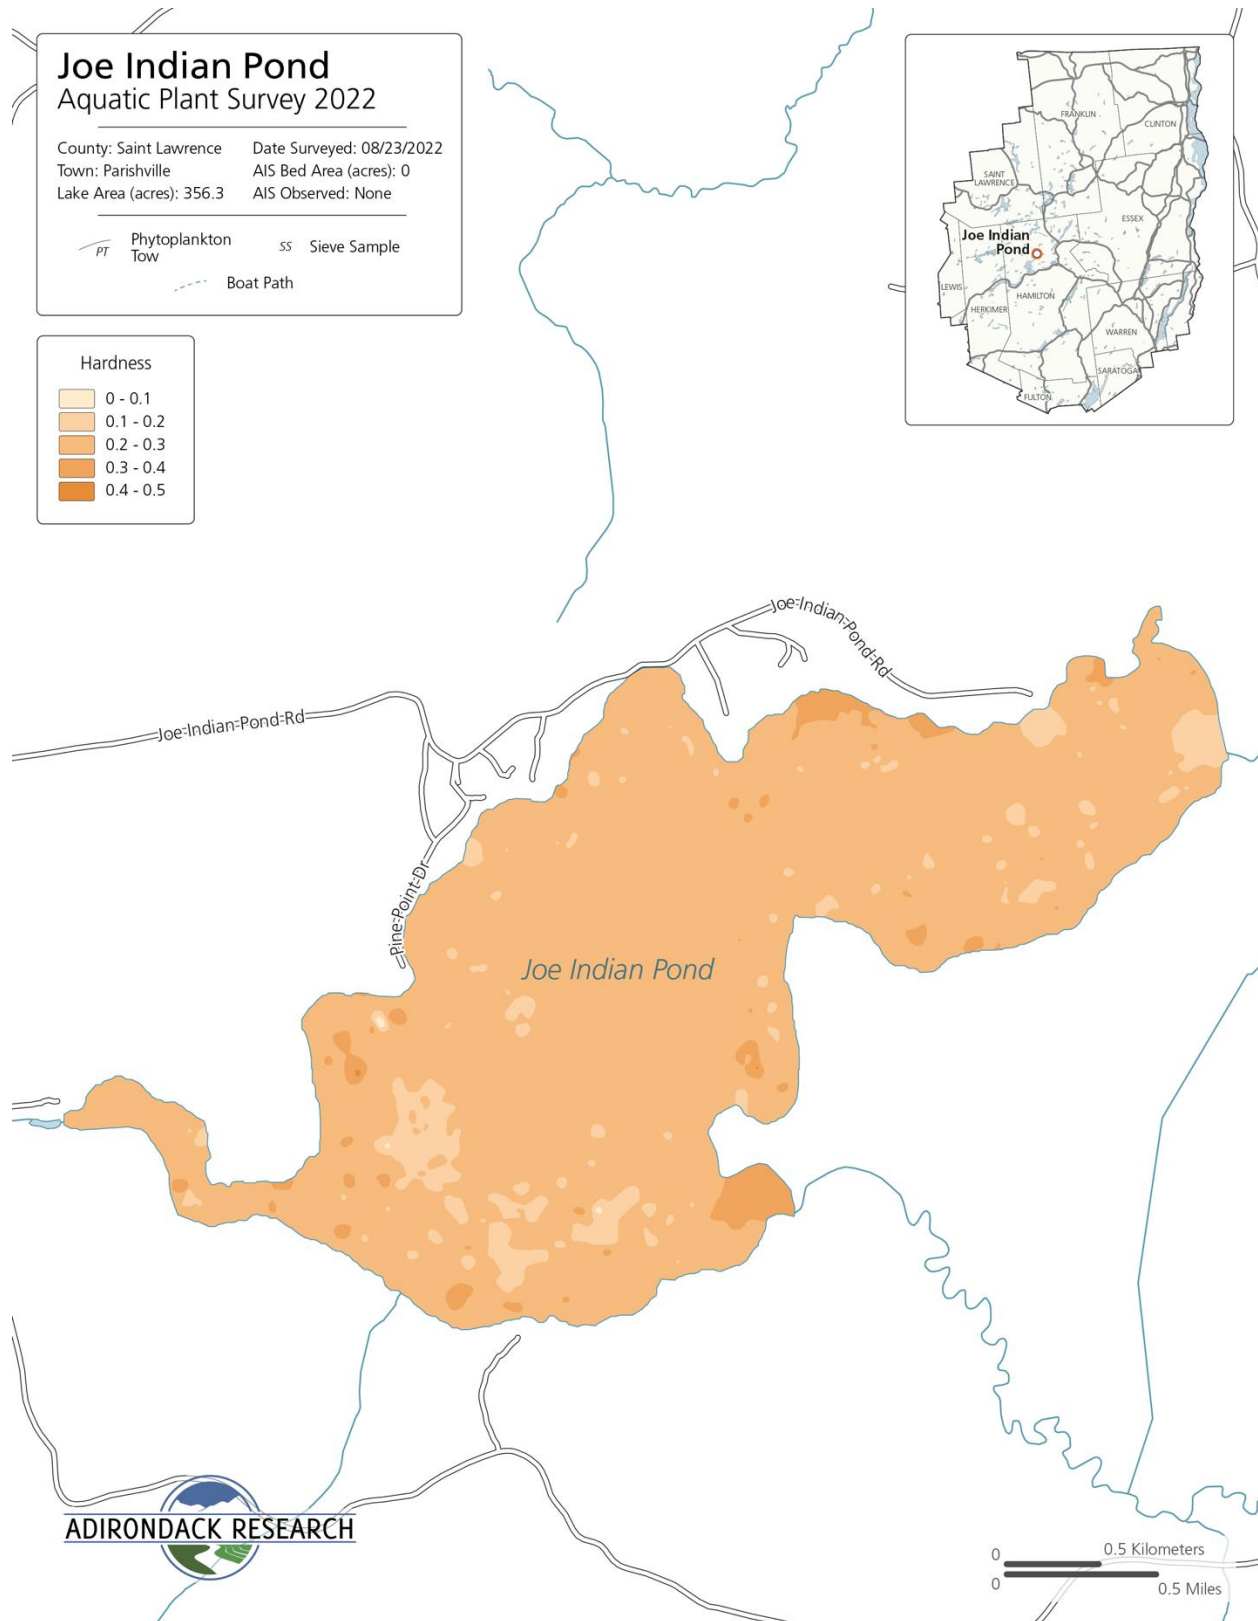 Joe Indian Pond
Aquatic Plant Survey 2022
County: Saint Lawrence
Date Surveyed: 08/23/2022
Town: Parishville
AIS Bed Area (acres): 0
Lake Area (acres): 356.3
AIS Observed: None
PT
Phytoplankton
Tow
SS
Sieve Sample
Boat Path
Hardness
0 - 0.1
0.1 - 0.2
0.2 - 0.3
0.3 - 0.4
0.4 - 0.5
FRANKLIN
CLINTON
SAINT
LAWRENCE
ESSEX
Joe Indian
Pond
LEWIS
HAMILTON
HERKIMER
WARREN
SARATOGA
FULTON
Joe-Indian-Pond-Rd
Joe-Indian-Pond-Rd
Pine-Point-Dr
Joe Indian Pond
ADIRONDACK RESEARCH
0
0.5 Kilometers
0
0.5 Miles